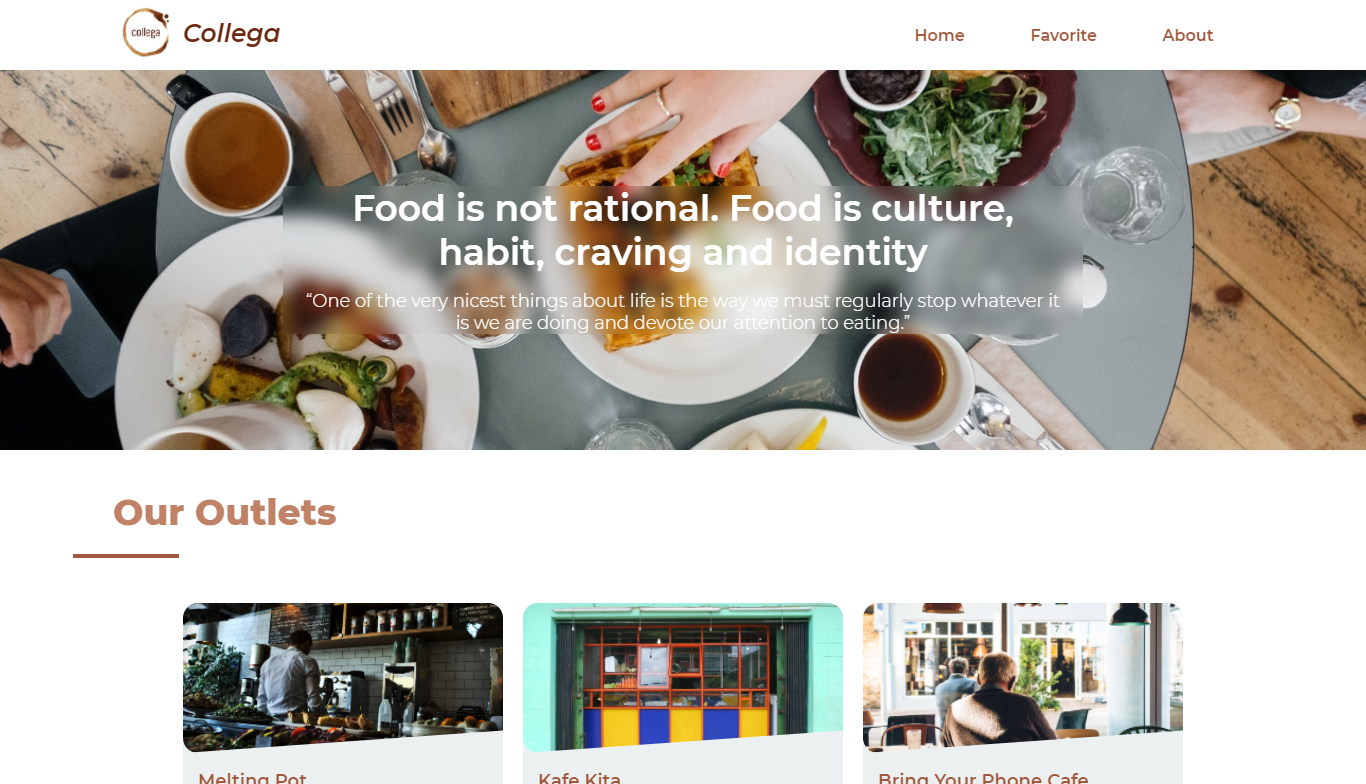 collega
Collega
Home
Favorite
About
Food is not rational. Food is culture,
habit, craving and identity
“One of the very nicest things about life is the way we must regularly stop whatever it
is we are doing and devote our attention to eating.”
Our Outlets
Melting Pot
Kafe Kita
Bring Your Phone Cafe